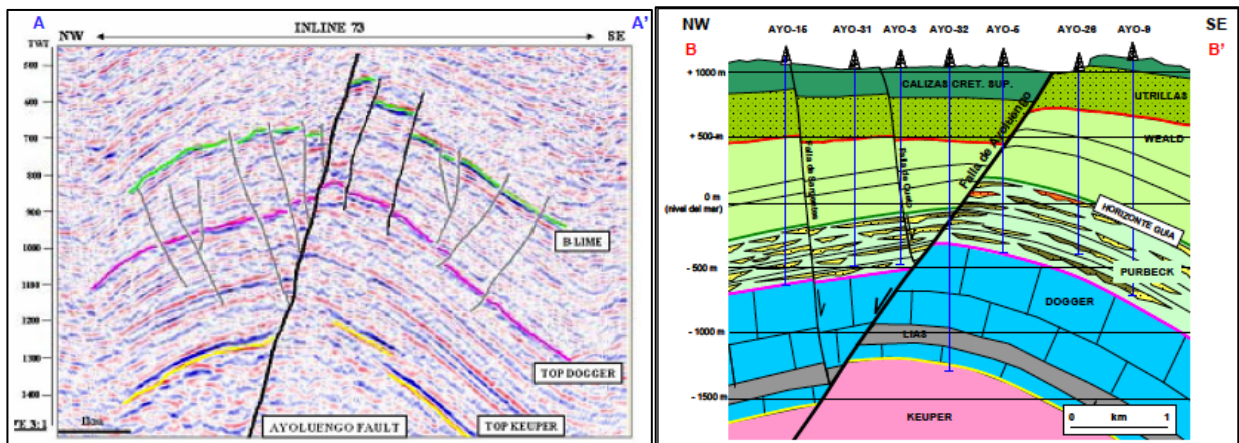 A
INLINE 73
A'
TWT
NW
SE
500
600
700
800
900
1000
1100
1200
1300
1400
B-LIME
TOP DOGGER
TOP KEUPER
AYOLUENGO FAULT
1km
NW
SE
B
B'
AYO-15
AYO-31
AYO-3
AYO-32
AYO-5
AYO-26
AYO-9
+ 1000 m
+ 500 m
0 m
(nivel del mar)
- 500 m
- 1000 m
- 1500 m
CALIZAS CRET. SUP.
UTRILLAS
WEALD
Falla de Ayoluengo
HORIZONTE GUIA
PURBECK
DOGGER
LIAS
KEUPER
0 km 1